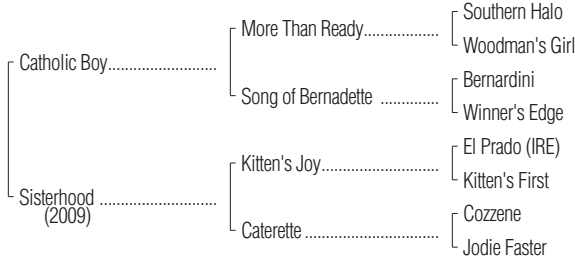 Southern Halo
More Than Ready..................
Woodman's Girl
Catholic Boy..........................
Bernardini
Song of Bernadette ..............
Winner's Edge
El Prado (IRE)
Kitten's Joy............................
Kitten's First
Sisterhood ............................
(2009)
Cozzene
Caterette ................................
Jodie Faster